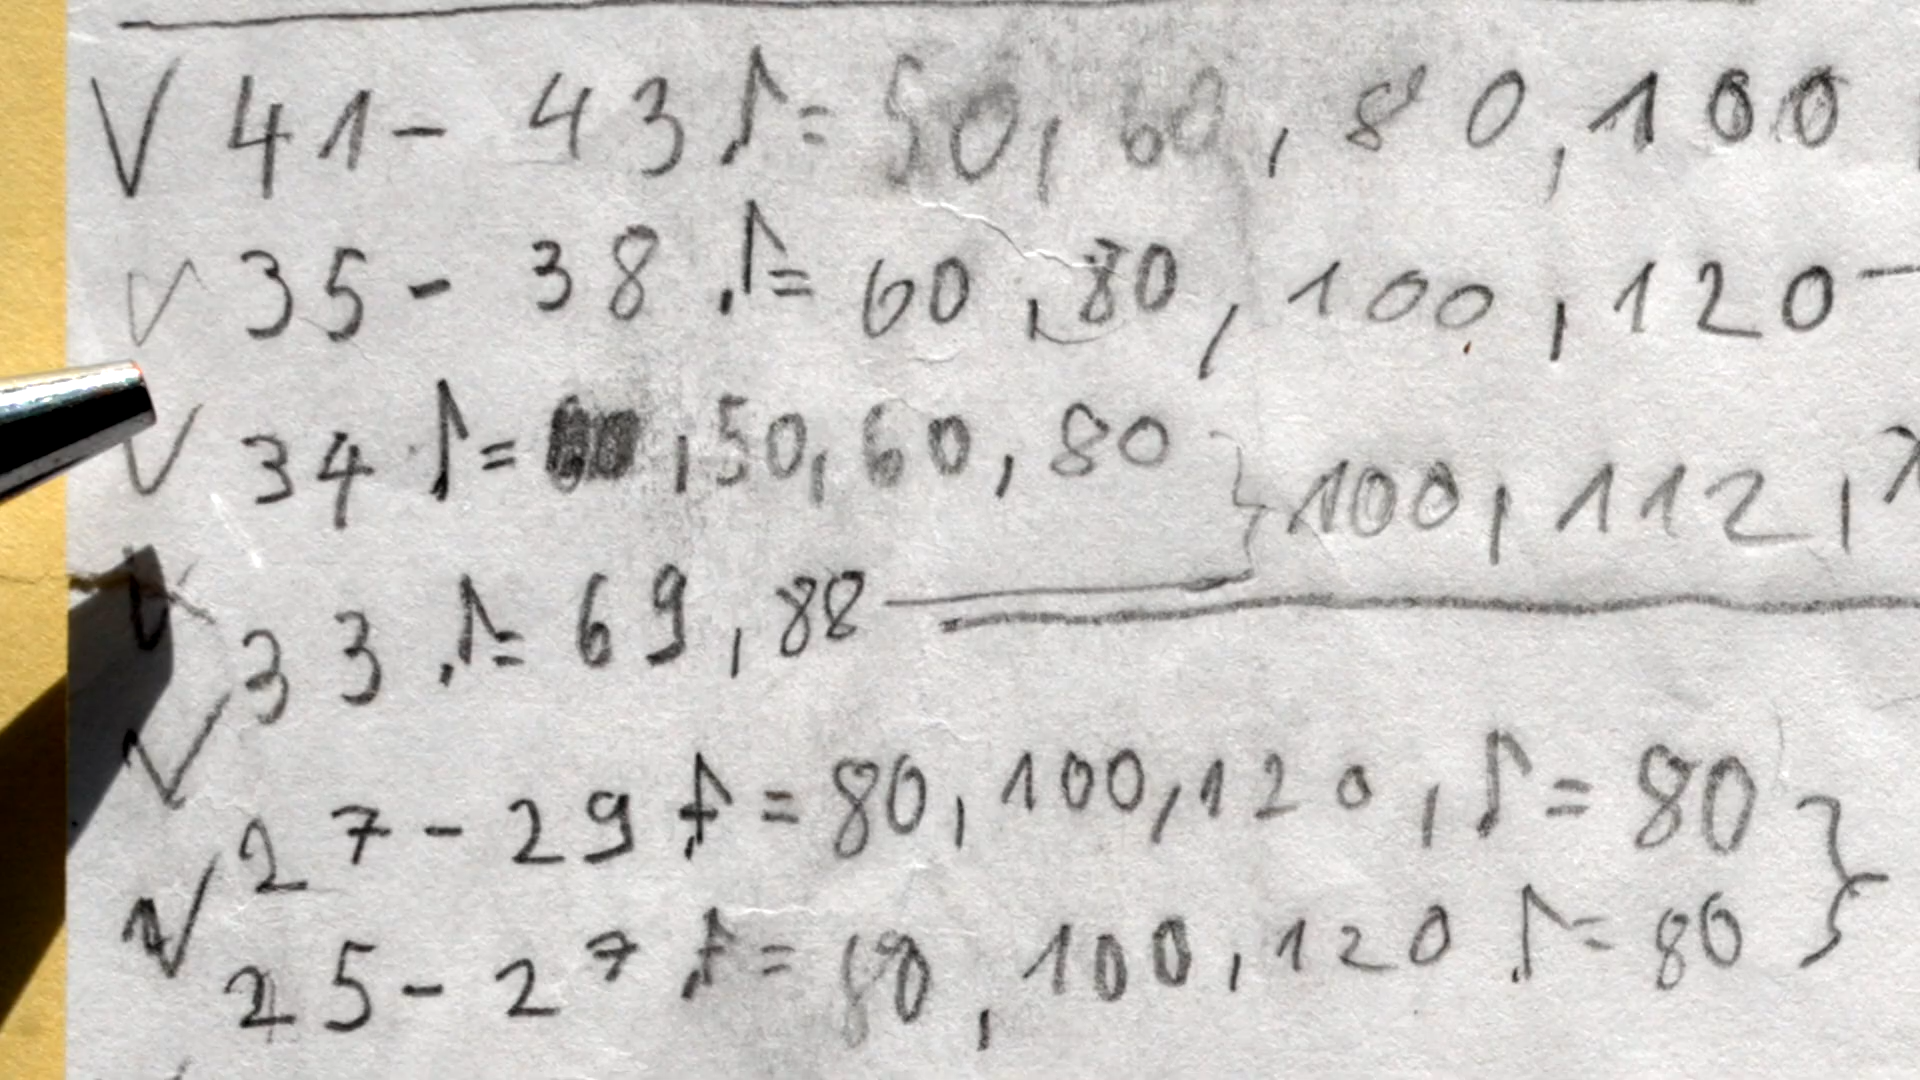 √ 41 - 43 ♪= 50, 60, 80, 100
√ 35 - 38 ♪= 60, 80, 100, 120 -
√ 34 ♪= , 50, 60, 80 } 100, 112,
√ 33 ♪= 69, 88
√ 27 - 29 = 80, 100, 120, ♪= 80 }
√ 25 - 27 = 100, 120 ♪= 80